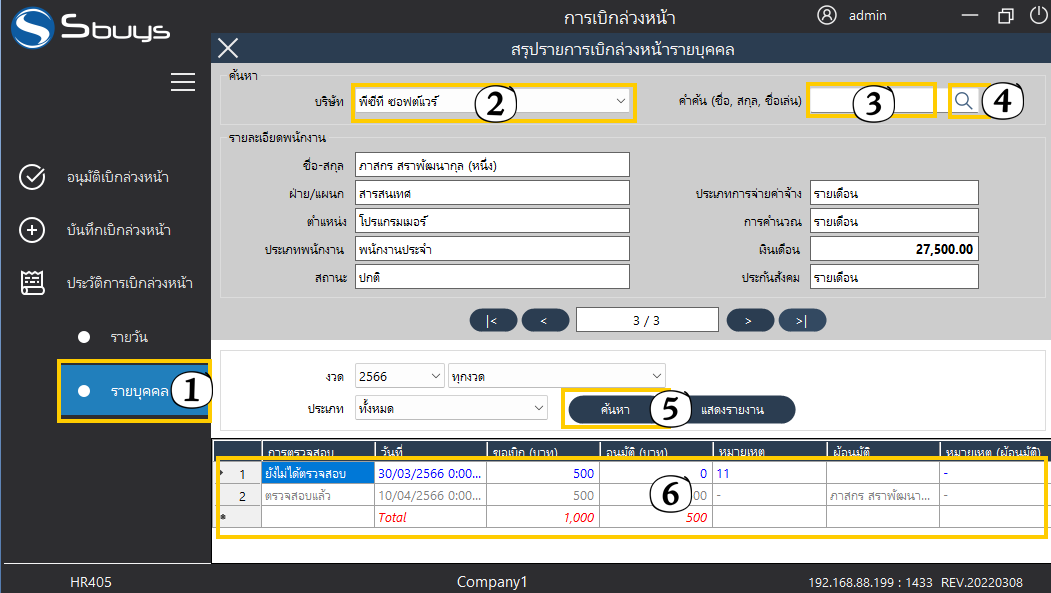 Sbuys
การเบิกล่วงหน้า
admin
สรุปรายการเบิกล่วงหน้ารายบุคคล
ค้นหา
บริษัท
พีซีที ซอฟต์แวร์
2
คำค้น (ชื่อ, สกุล, ชื่อเล่น)
3
4
รายละเอียดพนักงาน
ชื่อ-สกุล ภาสกร สราพัฒนากุล (หนึ่ง)
ฝ่าย/แผนก สารสนเทศ ประเภทการจ่ายค่าจ้าง รายเดือน
ตำแหน่ง โปรแกรมเมอร์ การคำนวณ รายเดือน
ประเภทพนักงาน พนักงานประจำ เงินเดือน 27,500.00
สถานะ ปกติ ประกันสังคม รายเดือน
|< < 3 / 3 > >|
อนุมัติเบิกล่วงหน้า
บันทึกเบิกล่วงหน้า
ประวัติการเบิกล่วงหน้า
รายวัน
รายบุคคล 1
งวด 2566 ทุกงวด
ประเภท ทั้งหมด ค้นหา 5 แสดงรายงาน
การตรวจสอบ วันที่ ขอเบิก (บาท) อนุมัติ (บาท) หมายเหตุ ผู้อนุมัติ หมายเหตุ (ผู้อนุมัติ)
1 ยังไม่ได้ตรวจสอบ 30/03/2566 0:00... 500 0 11 -
2 ตรวจสอบแล้ว 10/04/2566 0:00... 500 6 00 - ภาสกร สราพัฒนา... -
* Total 1,000 500
HR405 Company1 192.168.88.199 : 1433 REV.20220308